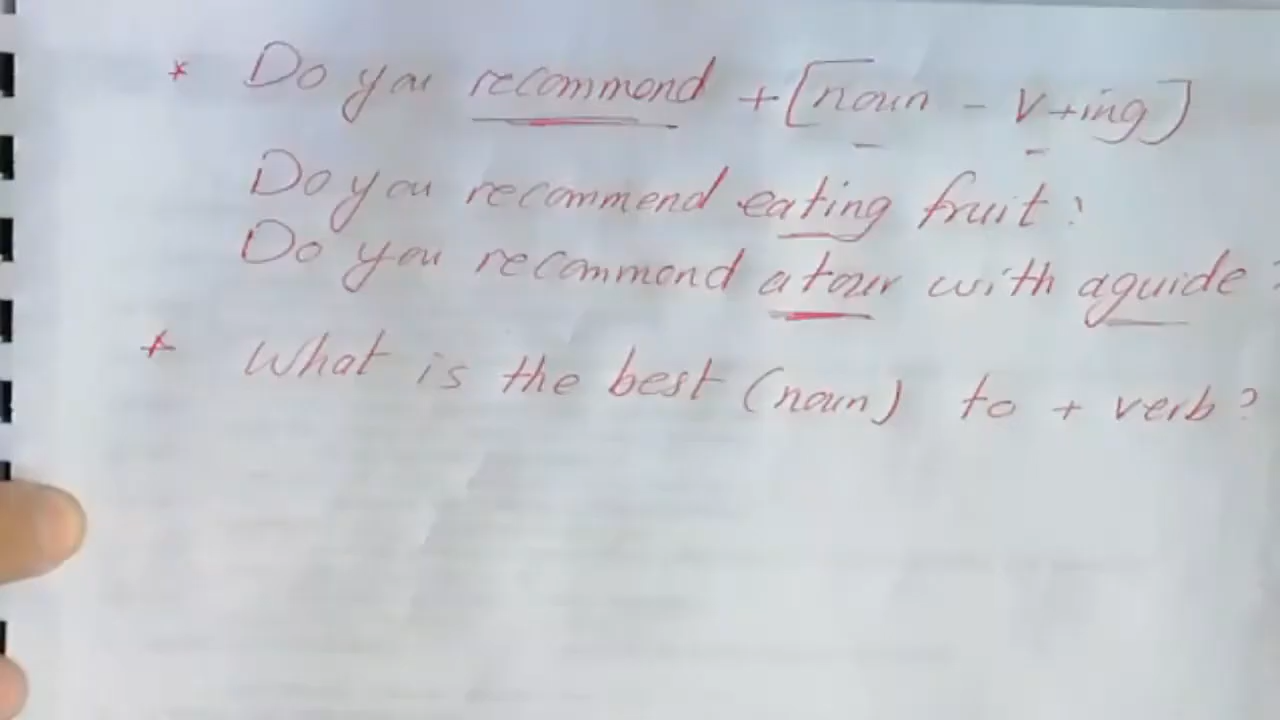 * Do you recommend + [noun - V+ing]
Do you recommend eating fruit?
Do you recommend a tour with a guide?
* What is the best (noun) to + verb?